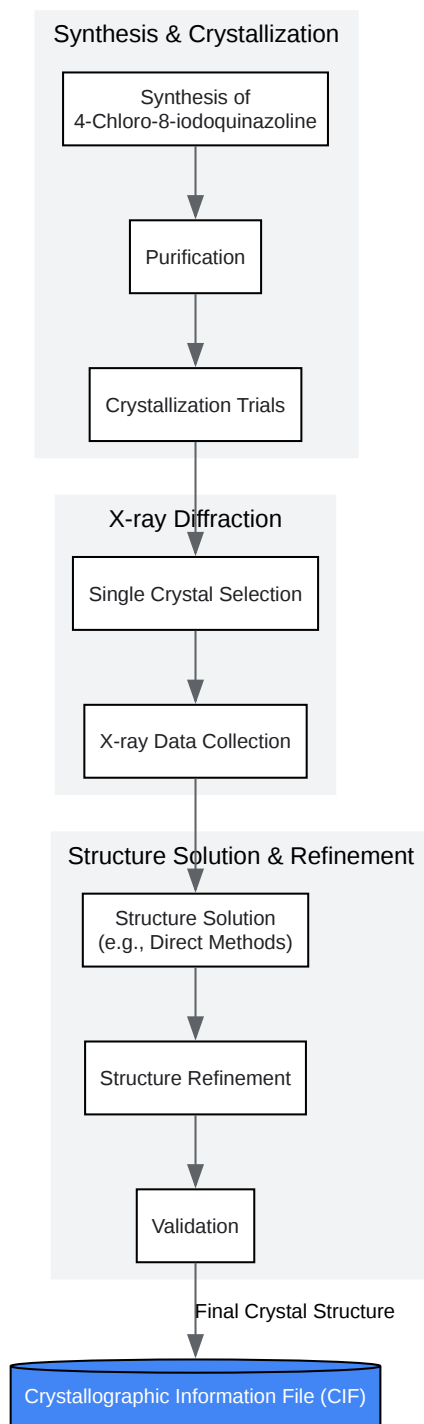 Synthesis & Crystallization
Synthesis of
4-Chloro-8-iodoquinazoline
Purification
Crystallization Trials
X-ray Diffraction
Single Crystal Selection
X-ray Data Collection
Structure Solution & Refinement
Structure Solution
(e.g., Direct Methods)
Structure Refinement
Validation
Final Crystal Structure
Crystallographic Information File (CIF)